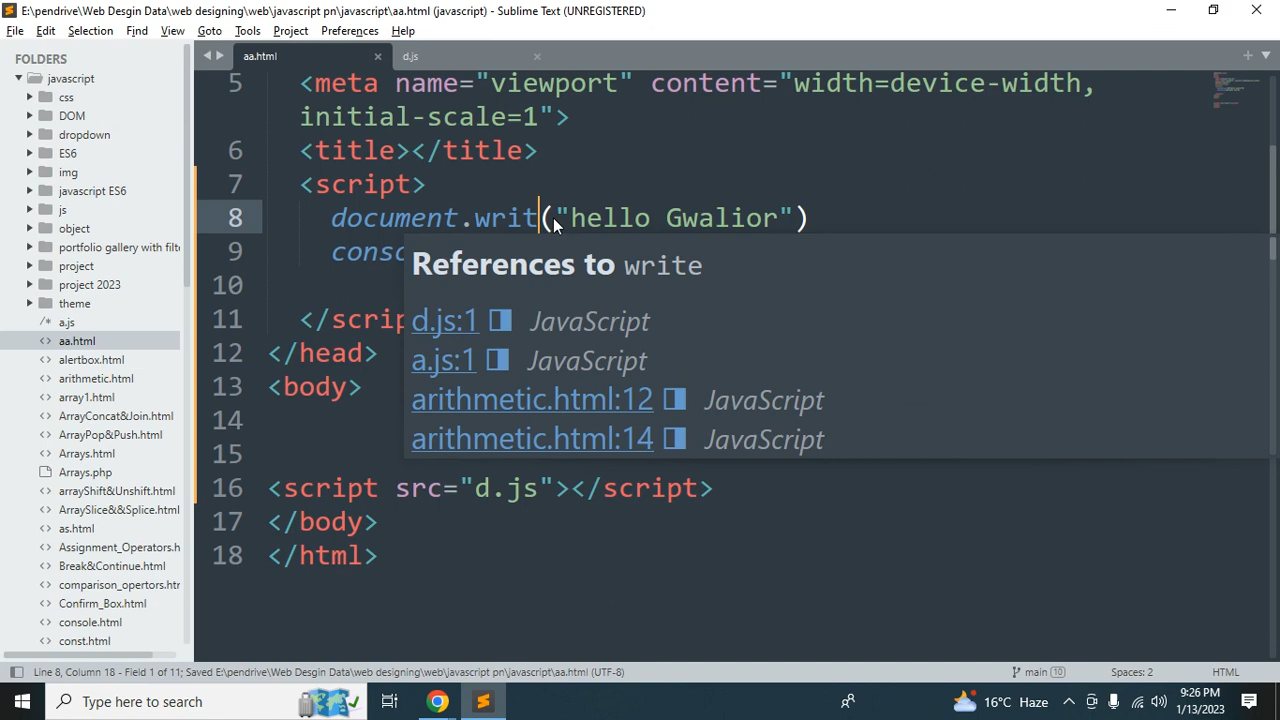 E:\pendrive\Web Desgin Data\web designing\web\javascript pn\javascript\aa.html (javascript) - Sublime Text (UNREGISTERED)
File Edit Selection Find View Goto Tools Project Preferences Help
FOLDERS
javascript
css
DOM
dropdown
ES6
img
javascript ES6
js
object
portfolio gallery with filte
project
project 2023
theme
/* a.js
<> aa.html
<> alertbox.html
<> arithmetic.html
<> array1.html
<> ArrayConcat&Join.html
<> ArrayPop&Push.html
<> Arrays.html
Arrays.php
<> arrayShift&Unshift.html
<> ArraySlice&&Splice.html
<> as.html
<> Assignment_Operators.h
<> Break&Continue.html
<> comparison_opertors.htr
<> Confirm_Box.html
<> console.html
<> const.html
aa.html
d.js
5 <meta name="viewport" content="width=device-width,
initial-scale=1">
6 <title></title>
7 <script>
8 document.writ("hello Gwalior")
9 conso
10
11 </scrip
12 </head>
13 <body>
14
15
16 <script src="d.js"></script>
17 </body>
18 </html>
References to write
d.js:1 JavaScript
a.js:1 JavaScript
arithmetic.html:12 JavaScript
arithmetic.html:14 JavaScript
Line 8, Column 18 - Field 1 of 11; Saved E:\pendrive\Web Desgin Data\web designing\web\javascript pn\javascript\aa.html (UTF-8)
main 10
Spaces: 2
HTML
Type here to search
16°C Haze
9:26 PM
1/13/2023